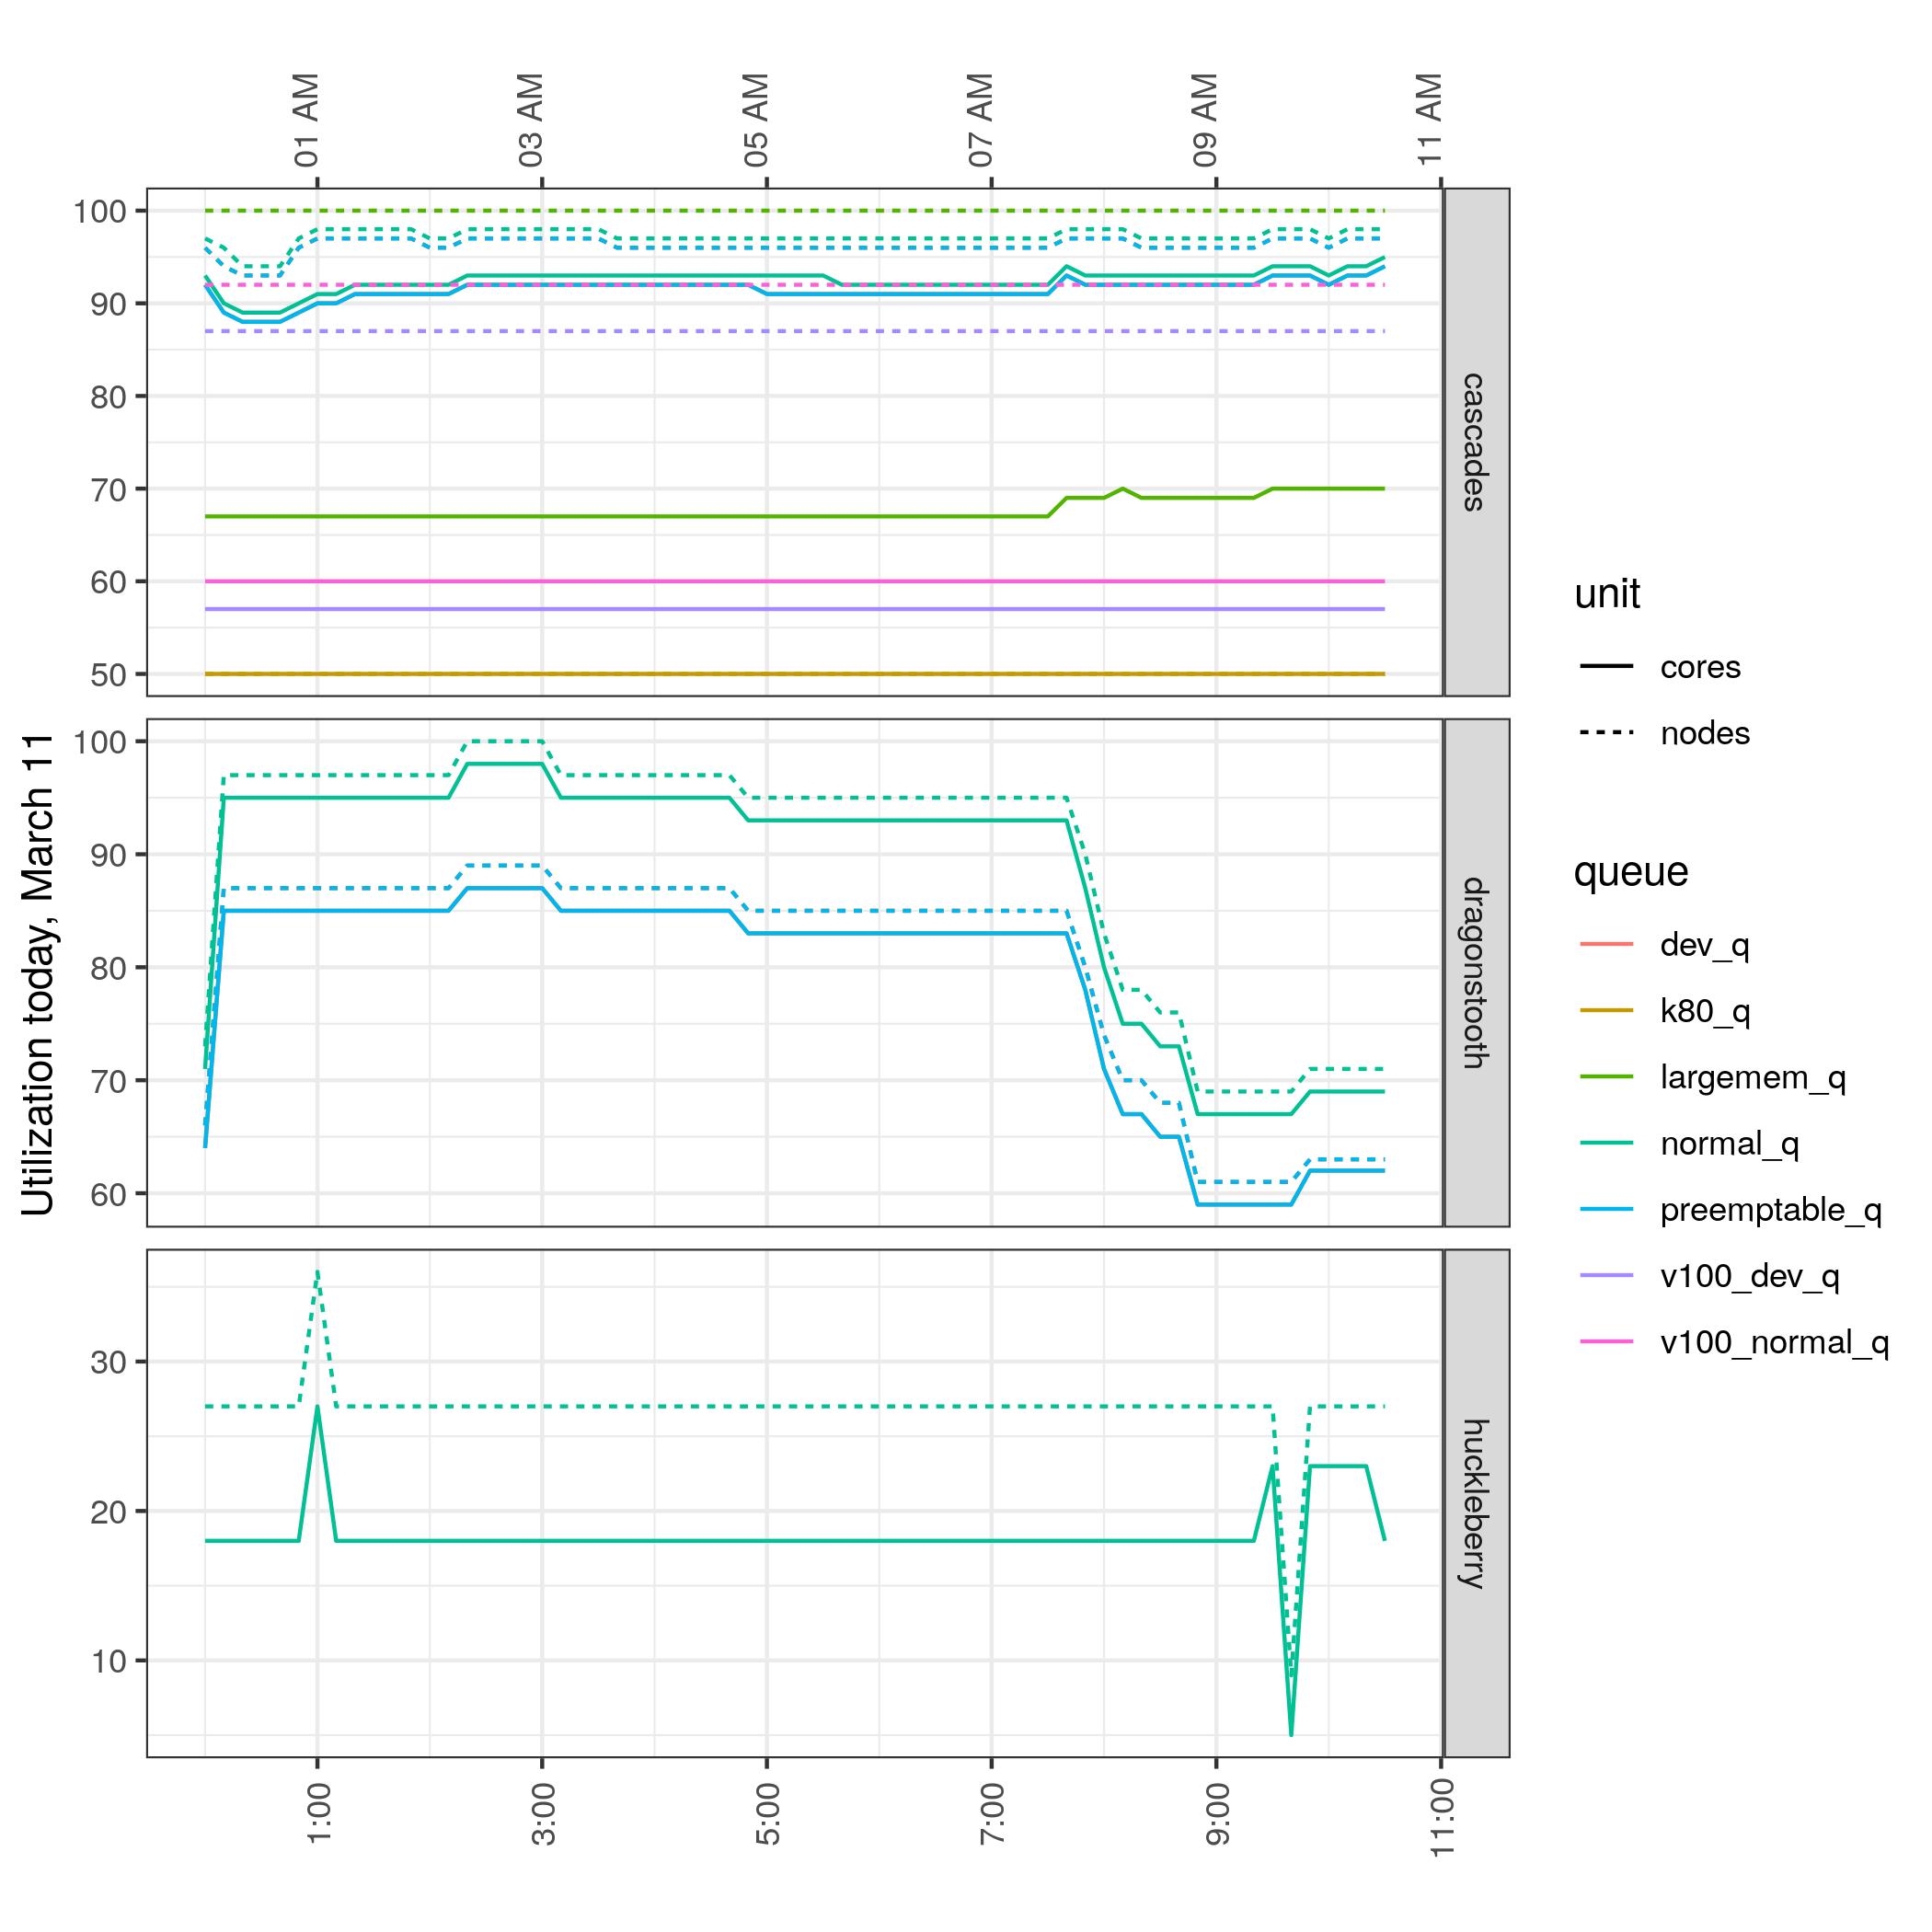 01 AM
03 AM
05 AM
07 AM
09 AM
11 AM
Utilization today, March 11
100
90
80
70
60
50
cascades
100
90
80
70
60
dragonstooth
30
20
10
huckleberry
1:00
3:00
5:00
7:00
9:00
11:00
unit
cores
nodes
queue
dev_q
k80_q
largemem_q
normal_q
preemptable_q
v100_dev_q
v100_normal_q